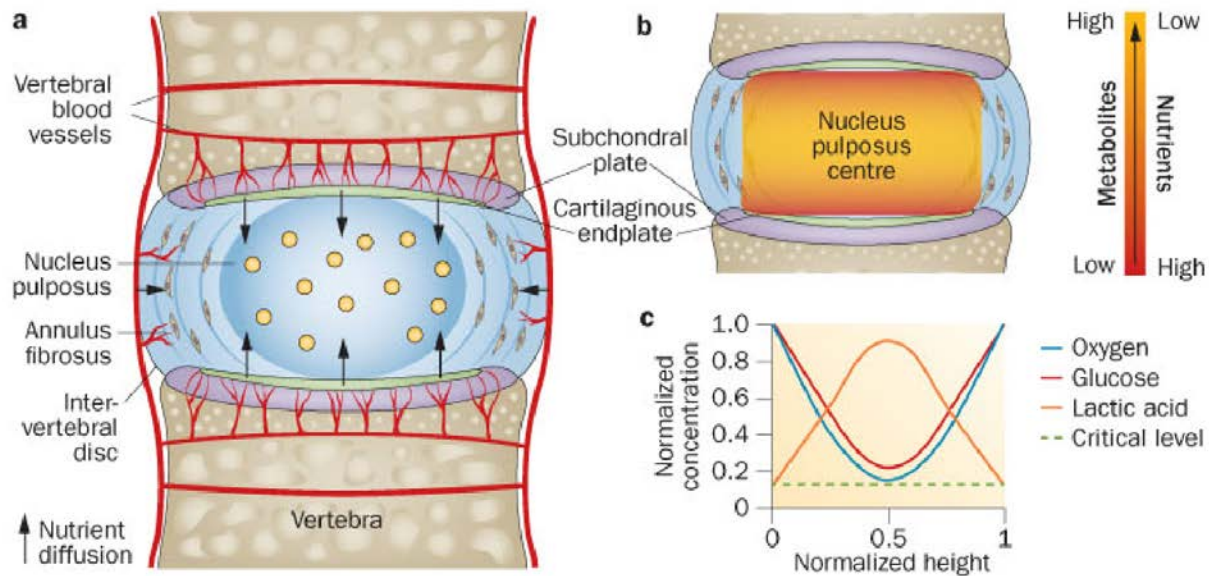 a
Vertebral
blood
vessels
Nucleus
pulposus
Annulus
fibrosus
Inter-
vertebral
disc
Nutrient
diffusion
Vertebra
Subchondral
plate
Cartilaginous
endplate
b
Nucleus
pulposus
centre
High
Low
Metabolites
Nutrients
Low
High
c
Normalized
concentration
1.0
0.8
0.6
0.4
0.2
0
0
0.5
1
Normalized height
Oxygen
Glucose
Lactic acid
Critical level